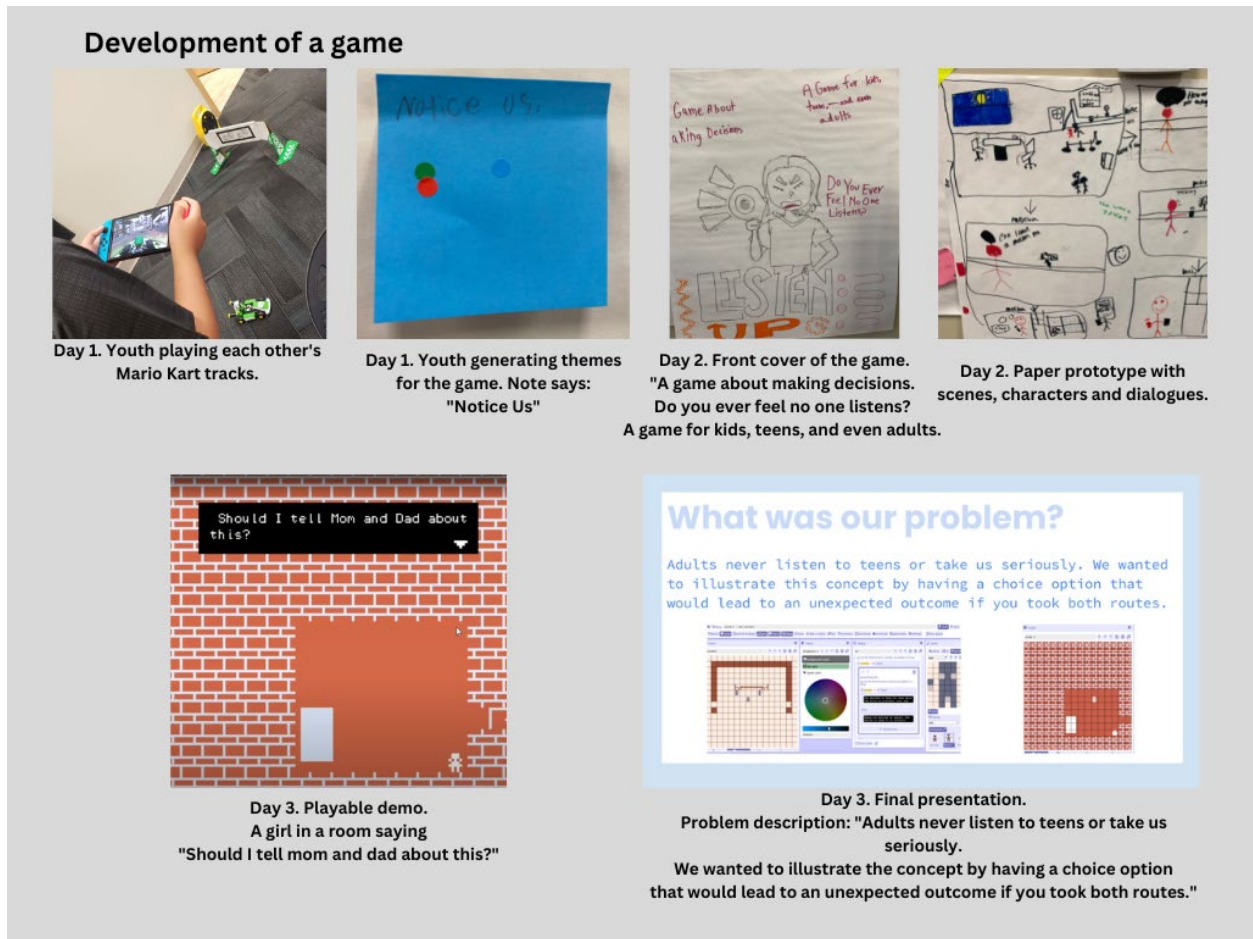 Development of a game
Notice Us.
Game About
aking Decisions
A Game for kids,
teens, and even
adults
Do You Ever
Feel No One
Listens?
LISTEN
UP
Day 1. Youth playing each other's
Mario Kart tracks.
Day 1. Youth generating themes
for the game. Note says:
"Notice Us"
Day 2. Front cover of the game.
"A game about making decisions.
Do you ever feel no one listens?
A game for kids, teens, and even adults.
Day 2. Paper prototype with
scenes, characters and dialogues.
Should I tell Mom and Dad about
this?
What was our problem?
Adults never listen to teens or take us seriously. We wanted
to illustrate this concept by having a choice option that
would lead to an unexpected outcome if you took both routes.
Day 3. Playable demo.
A girl in a room saying
"Should I tell mom and dad about this?"
Day 3. Final presentation.
Problem description: "Adults never listen to teens or take us
seriously.
We wanted to illustrate the concept by having a choice option
that would lead to an unexpected outcome if you took both routes."